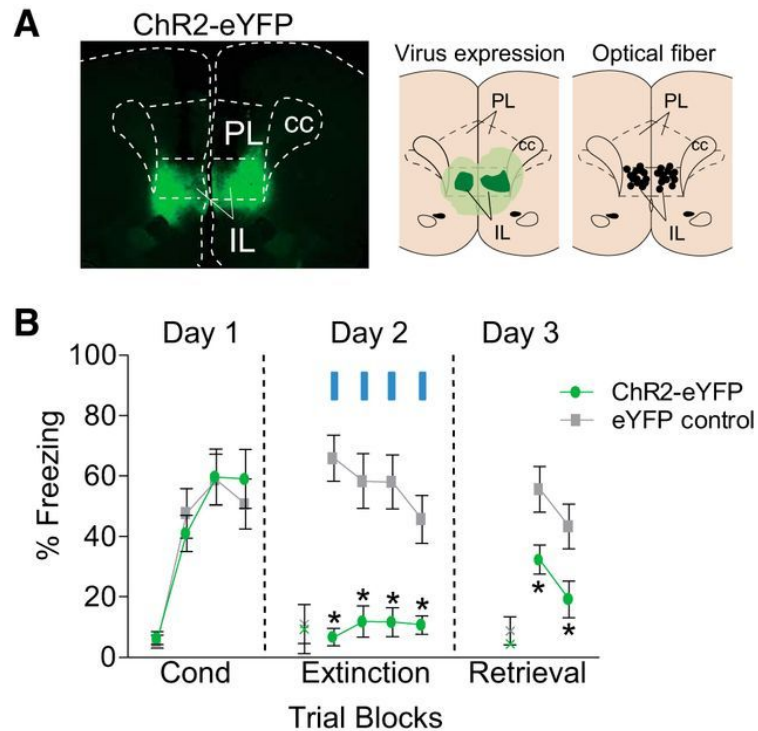 A
ChR2-eYFP
PL
cc
IL
Virus expression
PL
cc
IL
Optical fiber
PL
cc
IL
B
Day 1
Day 2
Day 3
ChR2-eYFP
eYFP control
% Freezing
100
80
60
40
20
0
* * * *
*
*
Cond
Extinction
Retrieval
Trial Blocks